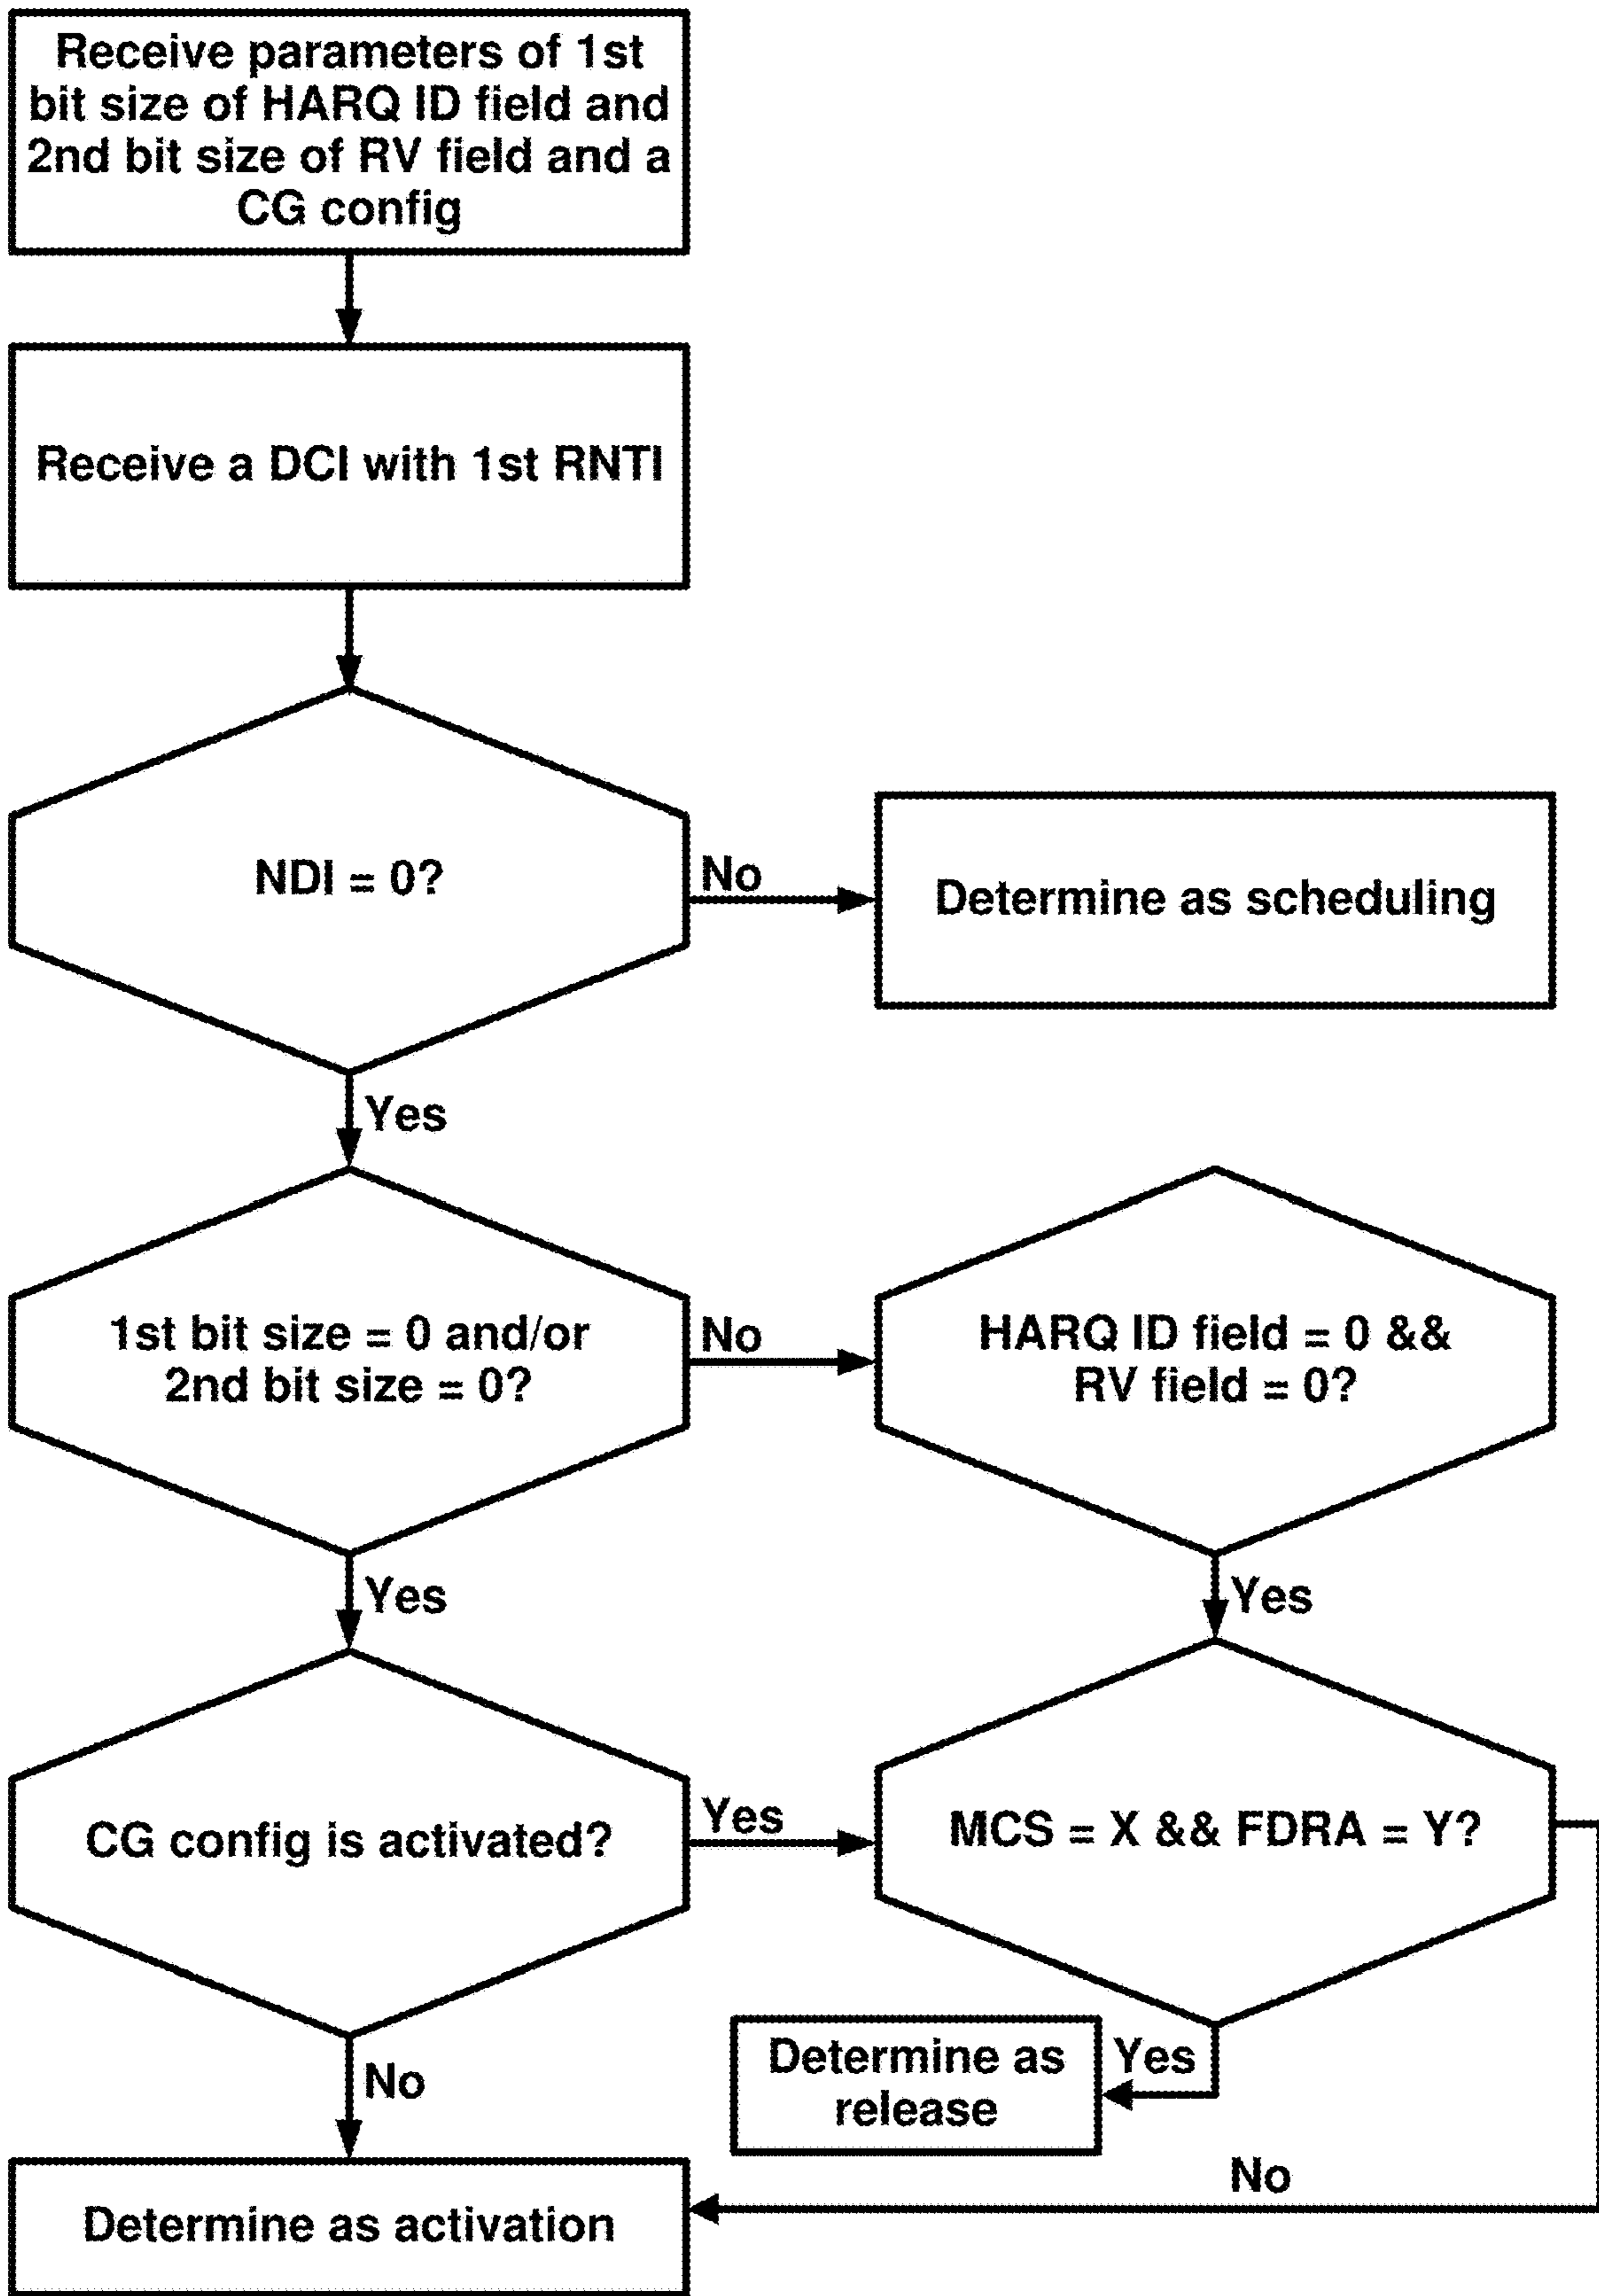 Receive parameters of 1st
bit size of HARQ ID field and
2nd bit size of RV field and a
CG config
Receive a DCI with 1st RNTI
NDI = 0?
No
Determine as scheduling
Yes
1st bit size = 0 and/or
2nd bit size = 0?
No
HARQ ID field = 0 &&
RV field = 0?
Yes
Yes
CG config is activated?
Yes
MCS = X && FDRA = Y?
Determine as
release
Yes
No
No
Determine as activation